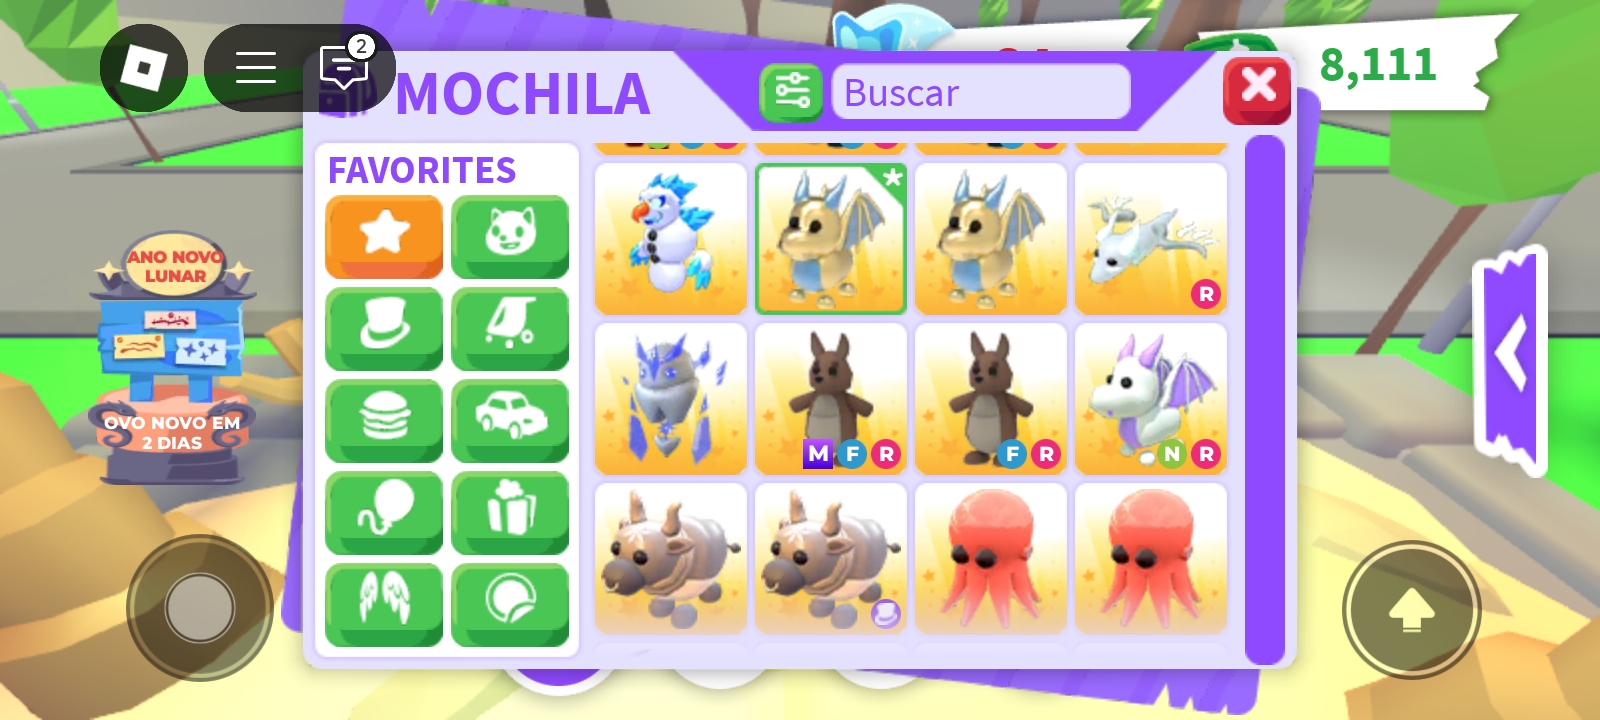 2
MOCHILA
Buscar
8,111
FAVORITES
ANO NOVO
LUNAR
OVO NOVO EM
2 DIAS
R
M F R
F R
N R